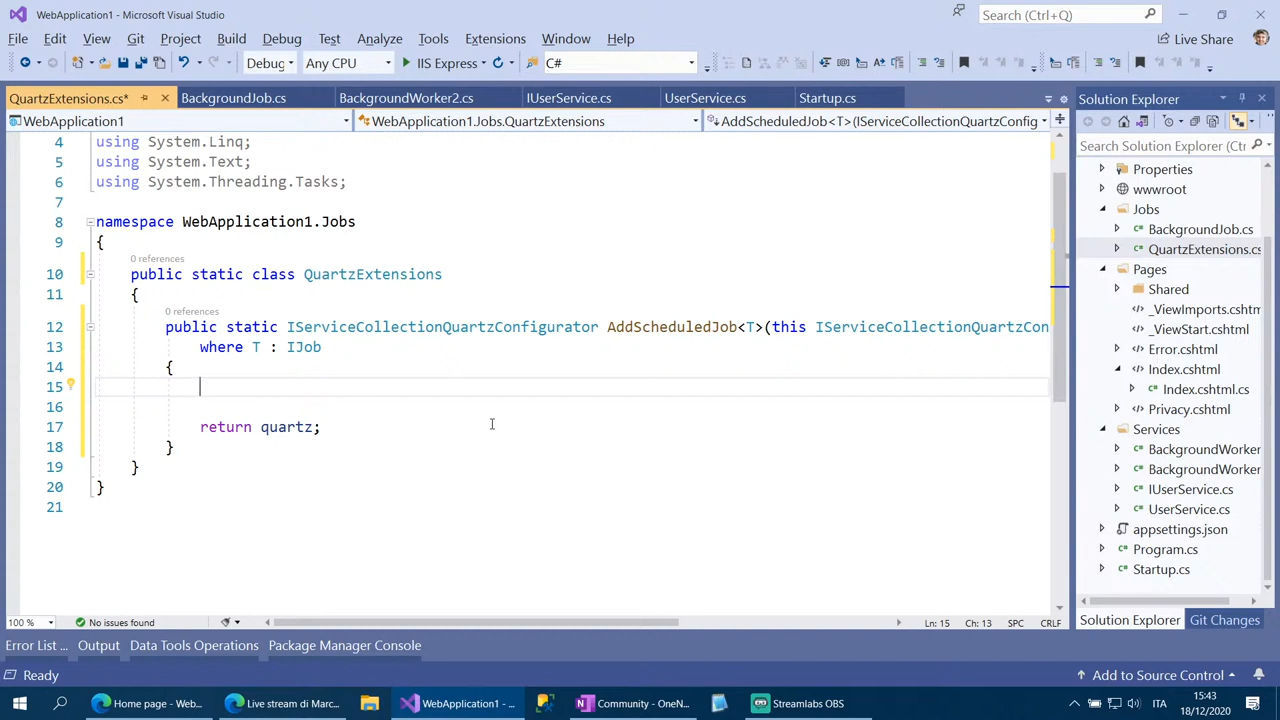 WebApplication1* - Microsoft Visual Studio
Search (Ctrl+Q)
File Edit View Git Project Build Debug Test Analyze Tools Extensions Window Help
Live Share
Debug Any CPU IIS Express C#
QuartzExtensions.cs* BackgroundJob.cs BackgroundWorker2.cs IUserService.cs UserService.cs Startup.cs
WebApplication1 WebApplication1.Jobs.QuartzExtensions AddScheduledJob<T>(IServiceCollectionQuartzConfig
4 using System.Linq;
5 using System.Text;
6 using System.Threading.Tasks;
7
8 namespace WebApplication1.Jobs
9 {
0 references
10 public static class QuartzExtensions
11 {
0 references
12 public static IServiceCollectionQuartzConfigurator AddScheduledJob<T>(this IServiceCollectionQuartzCon
13 where T : IJob
14 {
15
16
17 return quartz;
18 }
19 }
20 }
21
100 % No issues found Ln: 15 Ch: 13 SPC CRLF
Solution Explorer
Search Solution Explorer (Ctr
Properties
wwwroot
Jobs
BackgroundJob.cs
QuartzExtensions.cs
Pages
Shared
_ViewImports.cshtm
_ViewStart.cshtml
Error.cshtml
Index.cshtml
Index.cshtml.cs
Privacy.cshtml
Services
BackgroundWorker
BackgroundWorker
IUserService.cs
UserService.cs
appsettings.json
Program.cs
Startup.cs
Solution Explorer Git Changes
Error List ... Output Data Tools Operations Package Manager Console
Ready Add to Source Control
Home page - Web... Live stream di Marc... WebApplication1 - ... Community - OneN... Streamlabs OBS ITA
15:43
18/12/2020
3